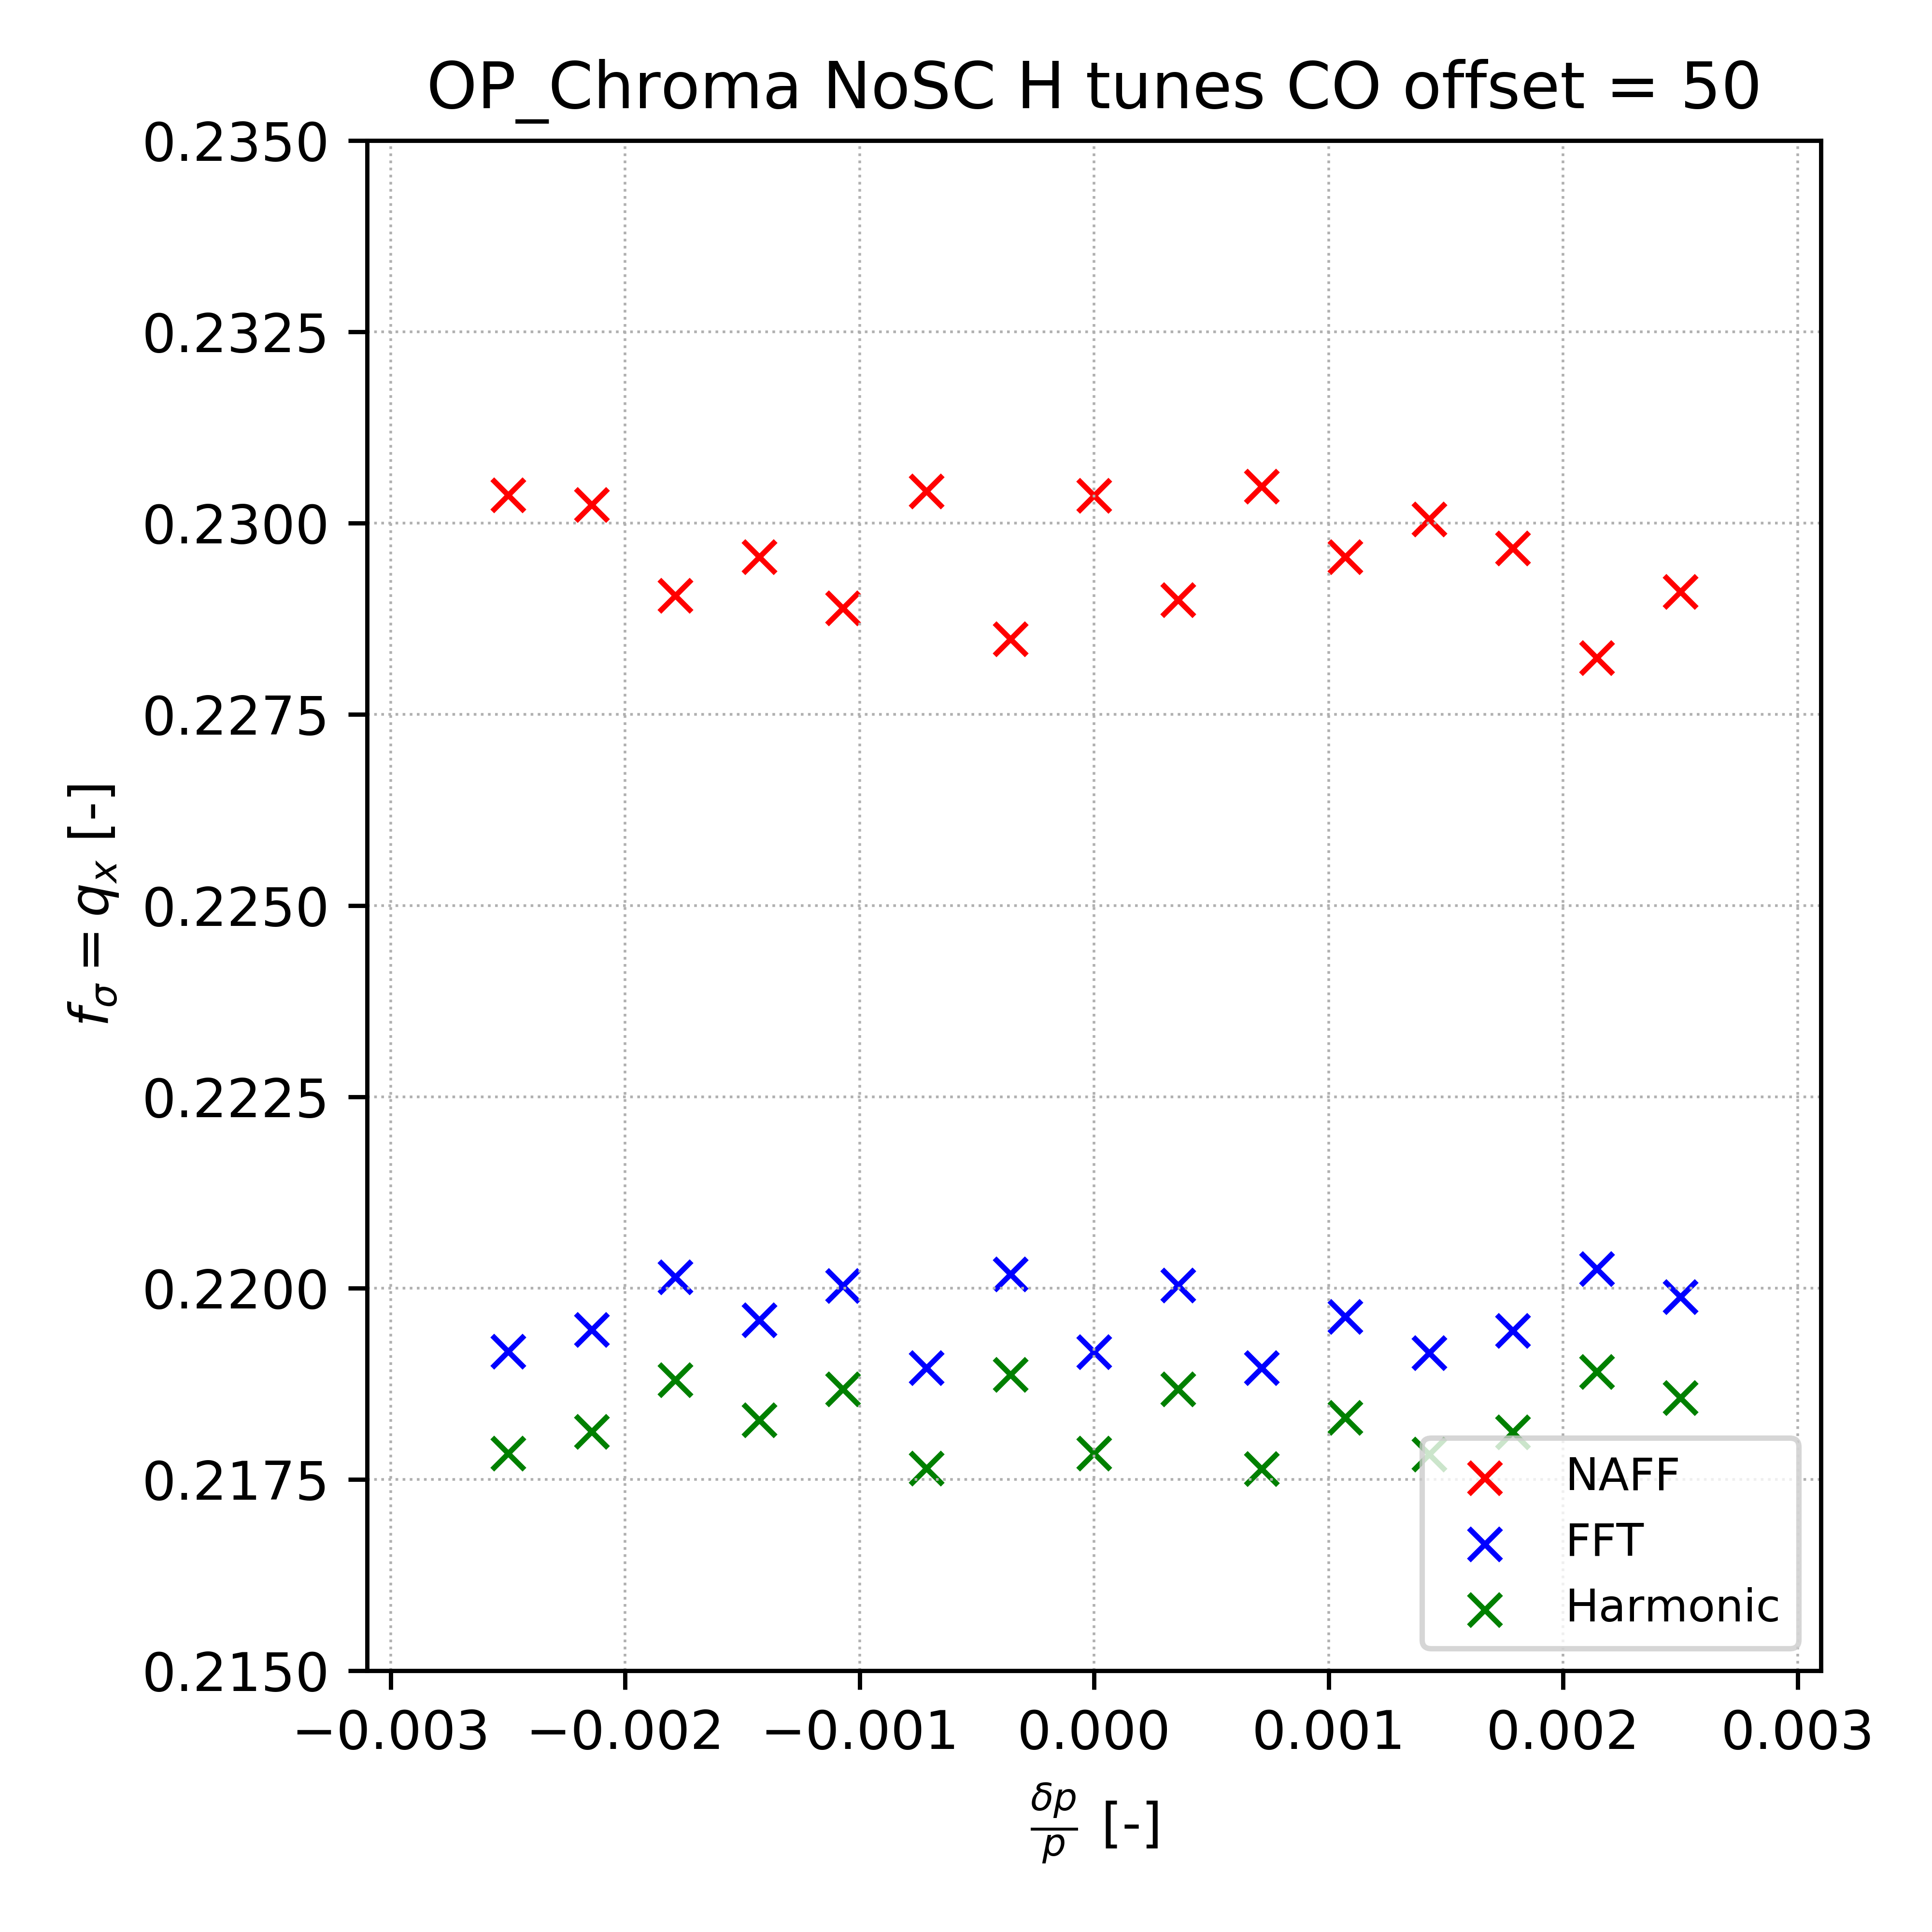 OP_Chroma NoSC H tunes CO offset = 50
0.2350
0.2325
0.2300
0.2275
0.2250
0.2225
0.2200
0.2175
0.2150
f_σ = q_x [-]
−0.003 −0.002 −0.001 0.000 0.001 0.002 0.003
δp/p [-]
NAFF
FFT
Harmonic